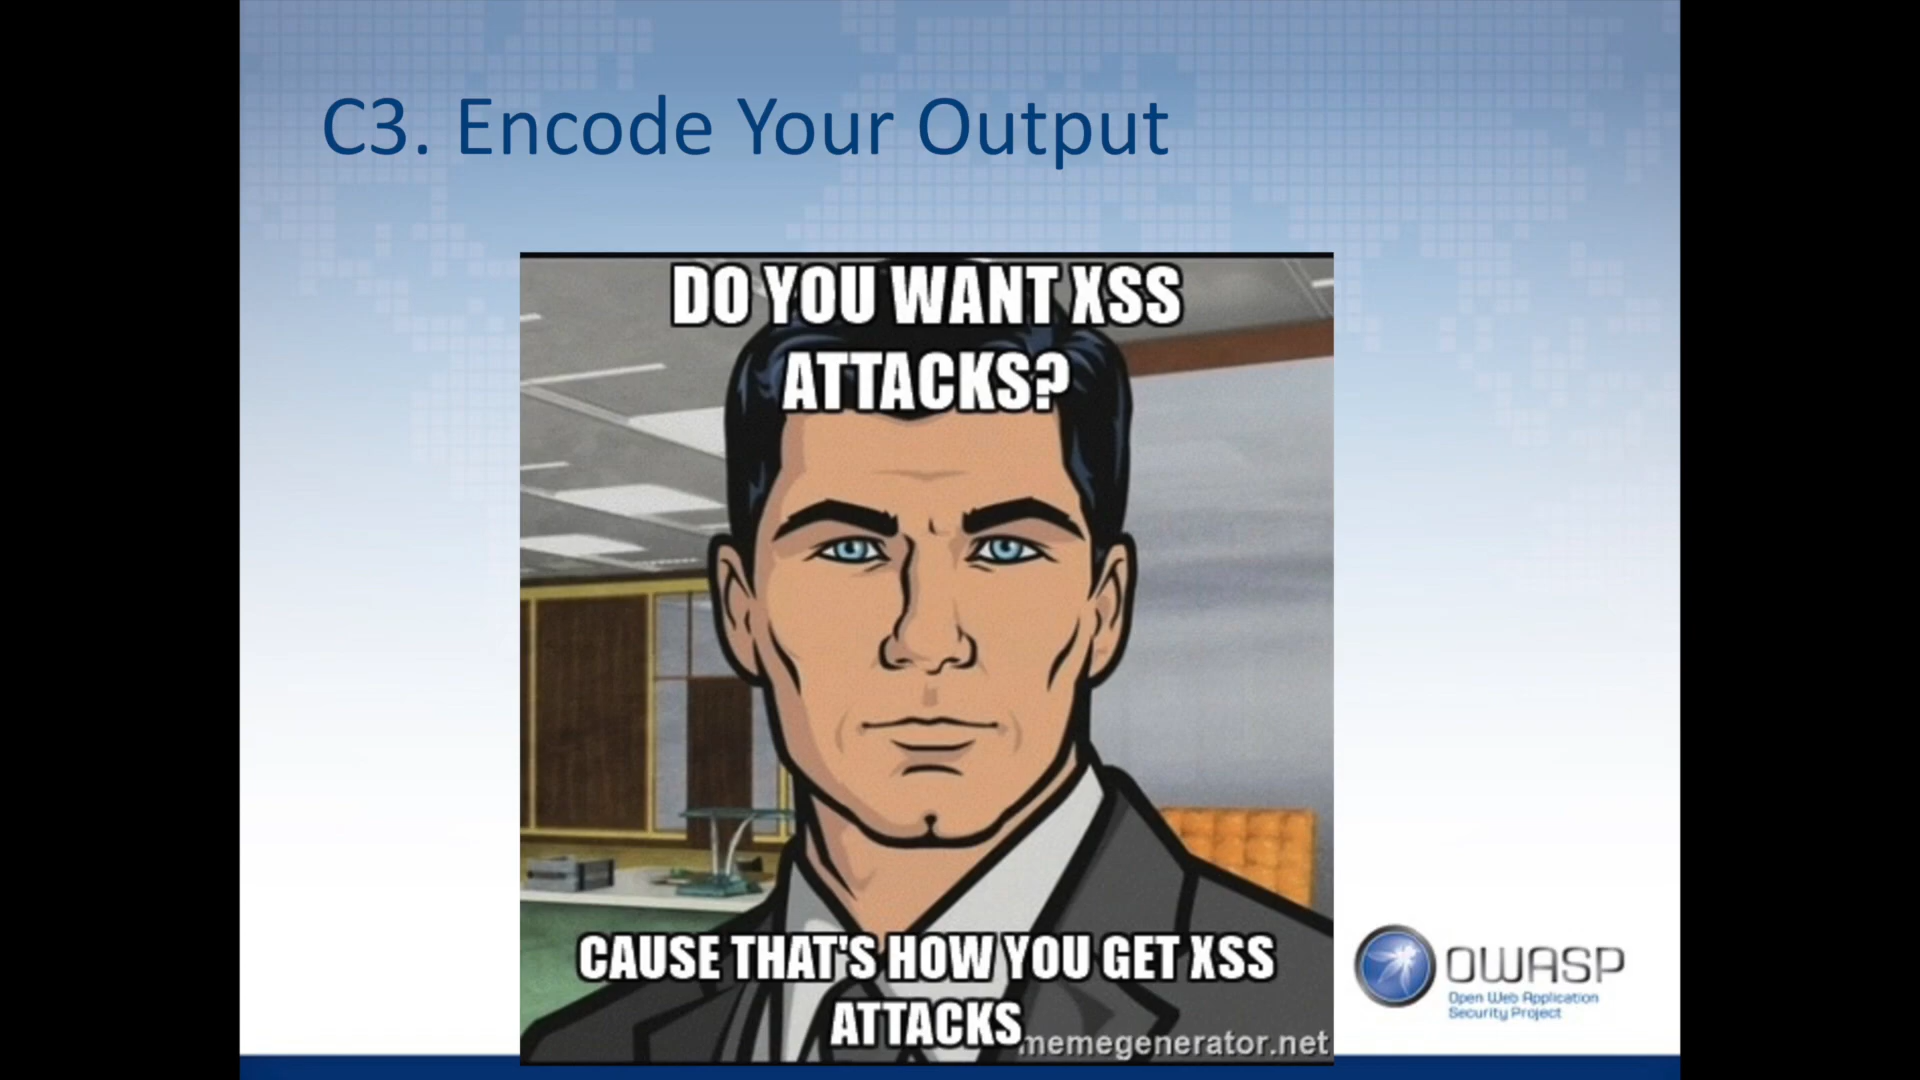 C3. Encode Your Output
DO YOU WANT XSS
ATTACKS?
CAUSE THAT'S HOW YOU GET XSS
ATTACKS
memegenerator.net
OWASP
Open Web Application
Security Project